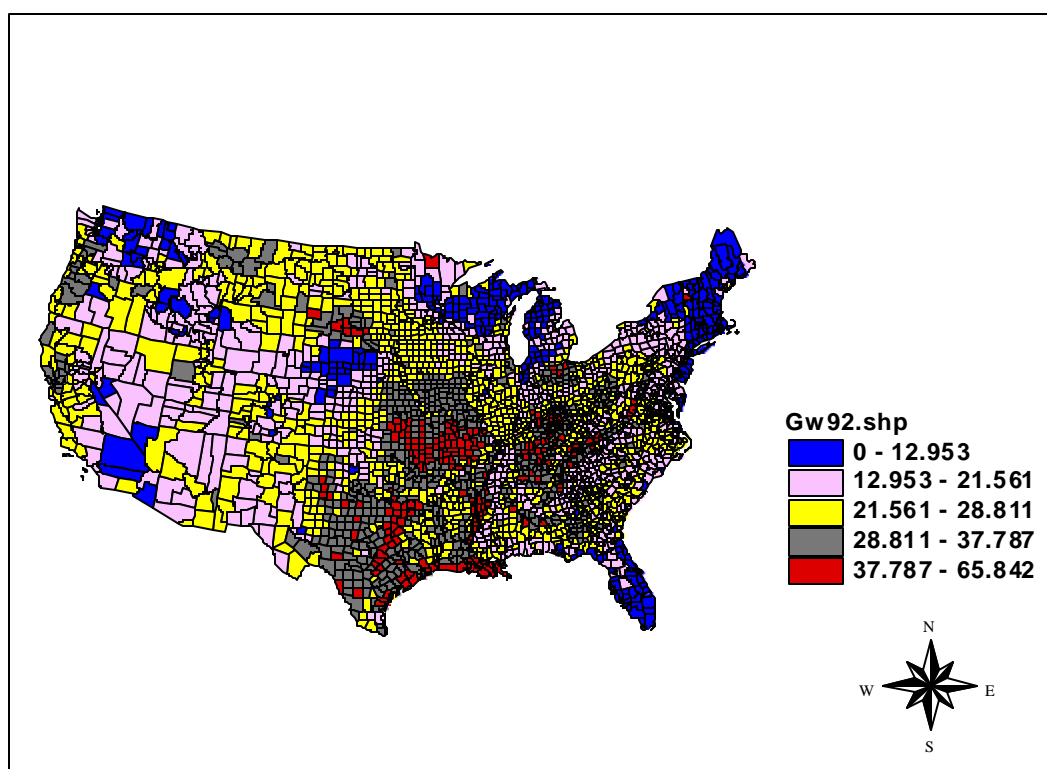 Gw92.shp
0 - 12.953
12.953 - 21.561
21.561 - 28.811
28.811 - 37.787
37.787 - 65.842
N
W E
S